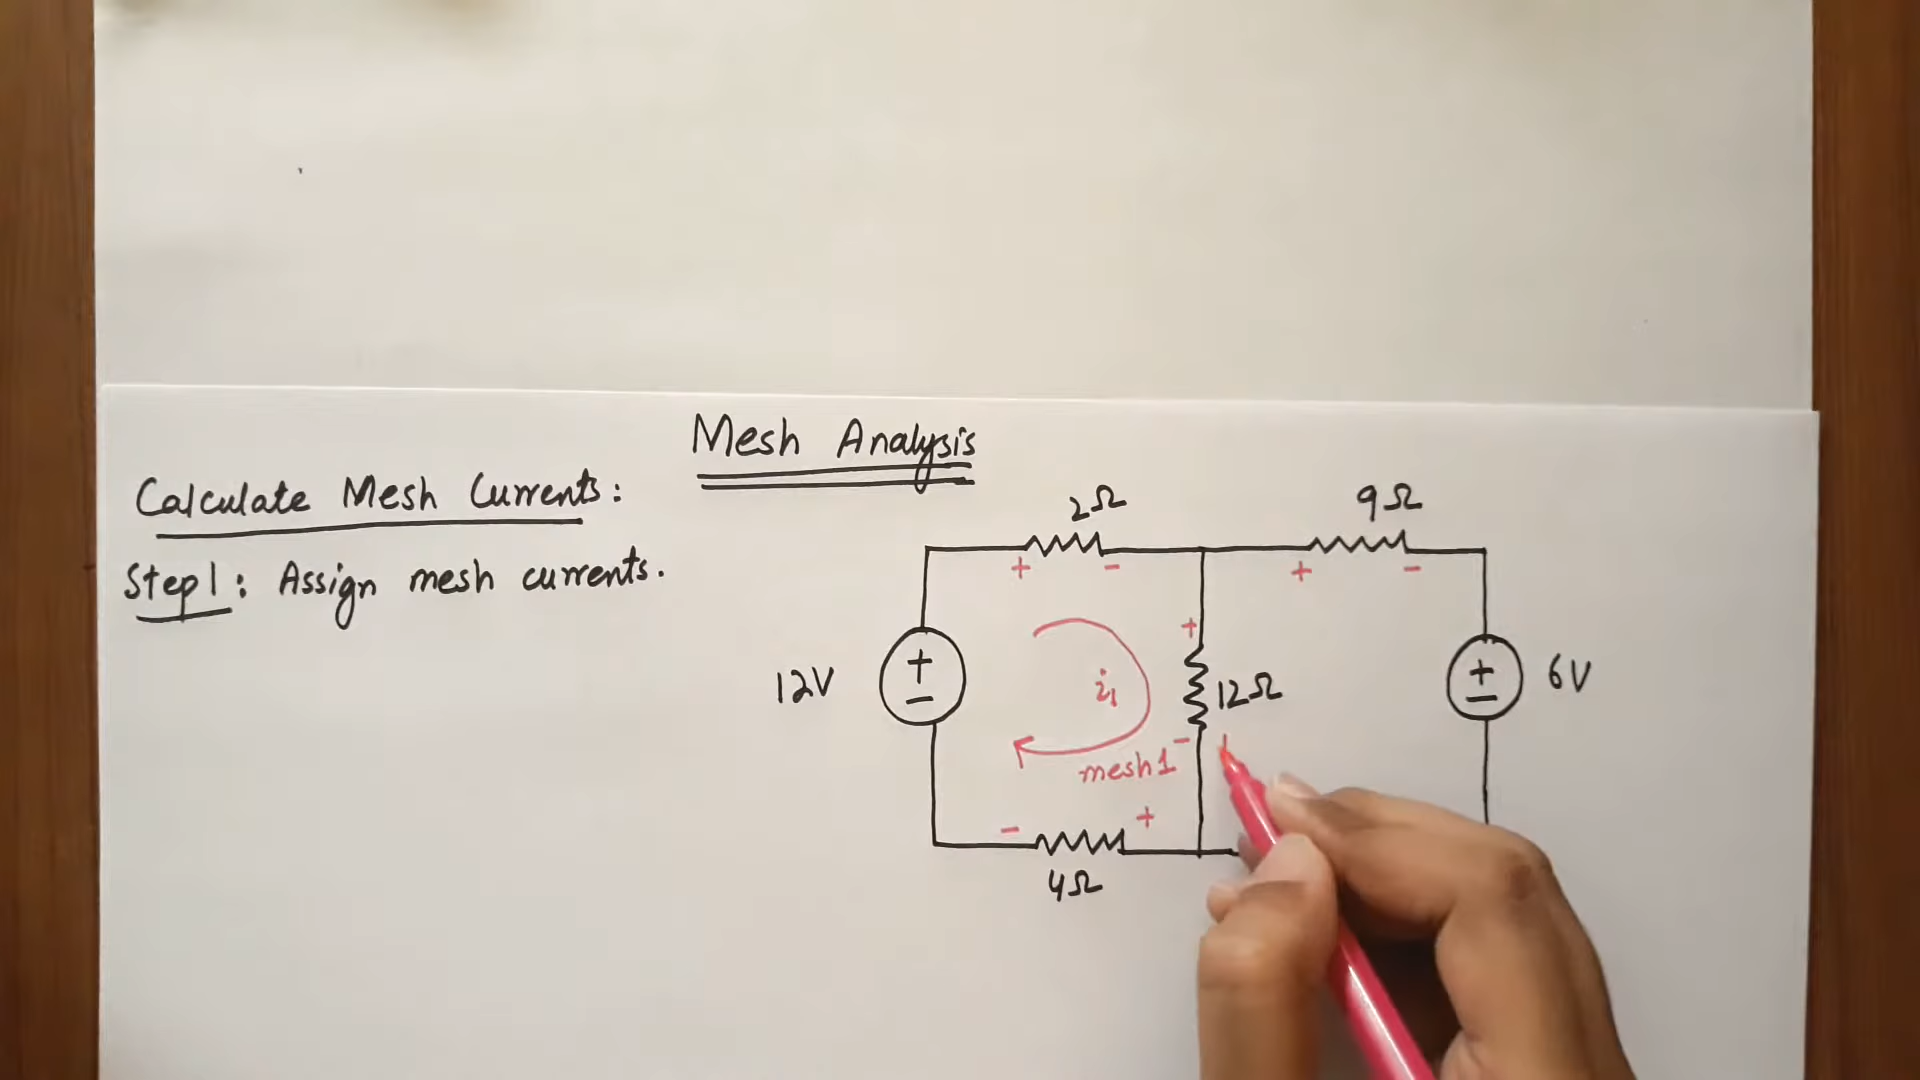 Mesh Analysis
Calculate Mesh Currents:
Step1: Assign mesh currents.
2Ω
9Ω
+ -
+ -
+
12V
+
-
i₁
12Ω
+
-
6V
-
mesh1
- +
4Ω